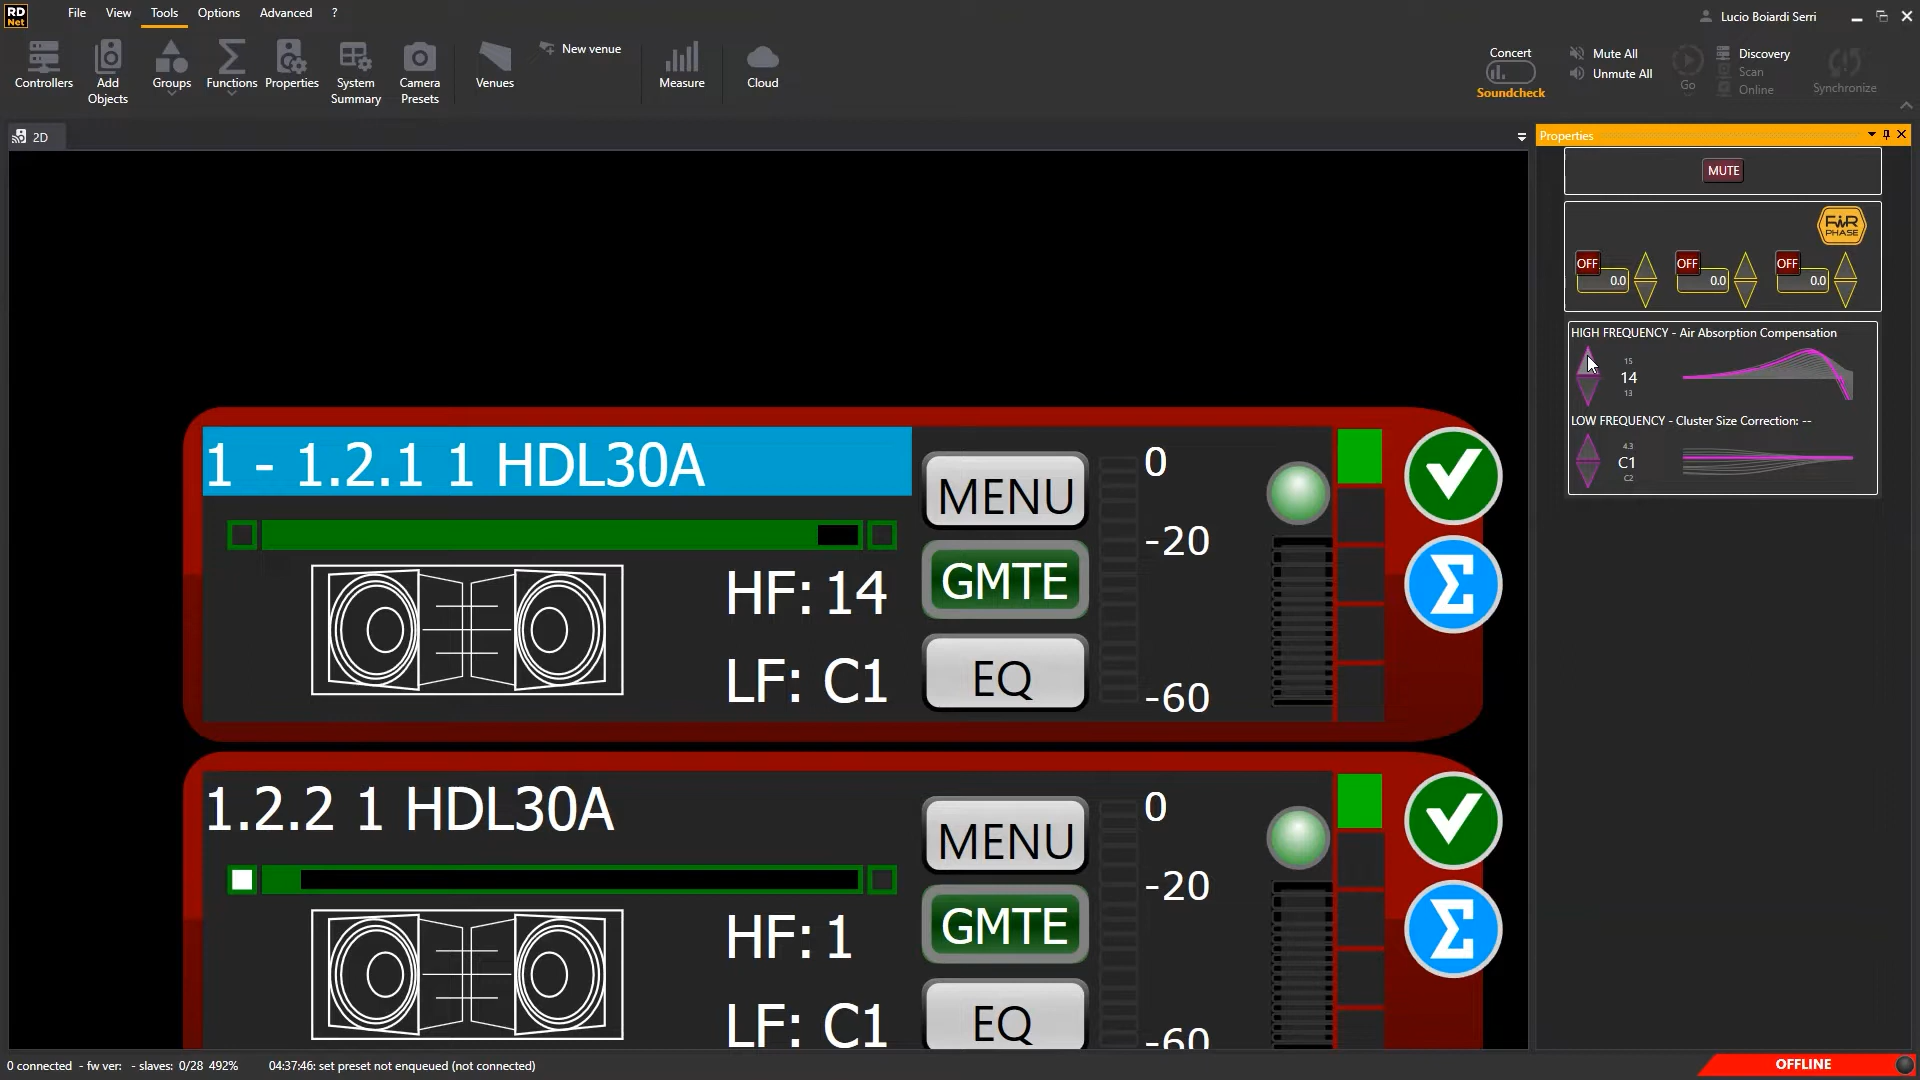 RD
Net
File View Tools Options Advanced ?
Lucio Boiardi Serri
Controllers
Add
Objects
Groups
Functions
Properties
System
Summary
Camera
Presets
Venues
New venue
Measure
Cloud
Concert
Soundcheck
Mute All
Unmute All
Go
Discovery
Scan
Online
Synchronize
2D
Properties
MUTE
FiR
PHASE
OFF OFF OFF
0.0 0.0 0.0
HIGH FREQUENCY - Air Absorption Compensation
15
14
13
LOW FREQUENCY - Cluster Size Correction: --
4.3
C1
C2
1 - 1.2.1 1 HDL30A
MENU
0
-20
GMTE
HF: 14
EQ
LF: C1
-60
1.2.2 1 HDL30A
MENU
0
-20
GMTE
HF: 1
EQ
LF: C1
-60
0 connected - fw ver: - slaves: 0/28 492% 04:37:46: set preset not enqueued (not connected)
OFFLINE